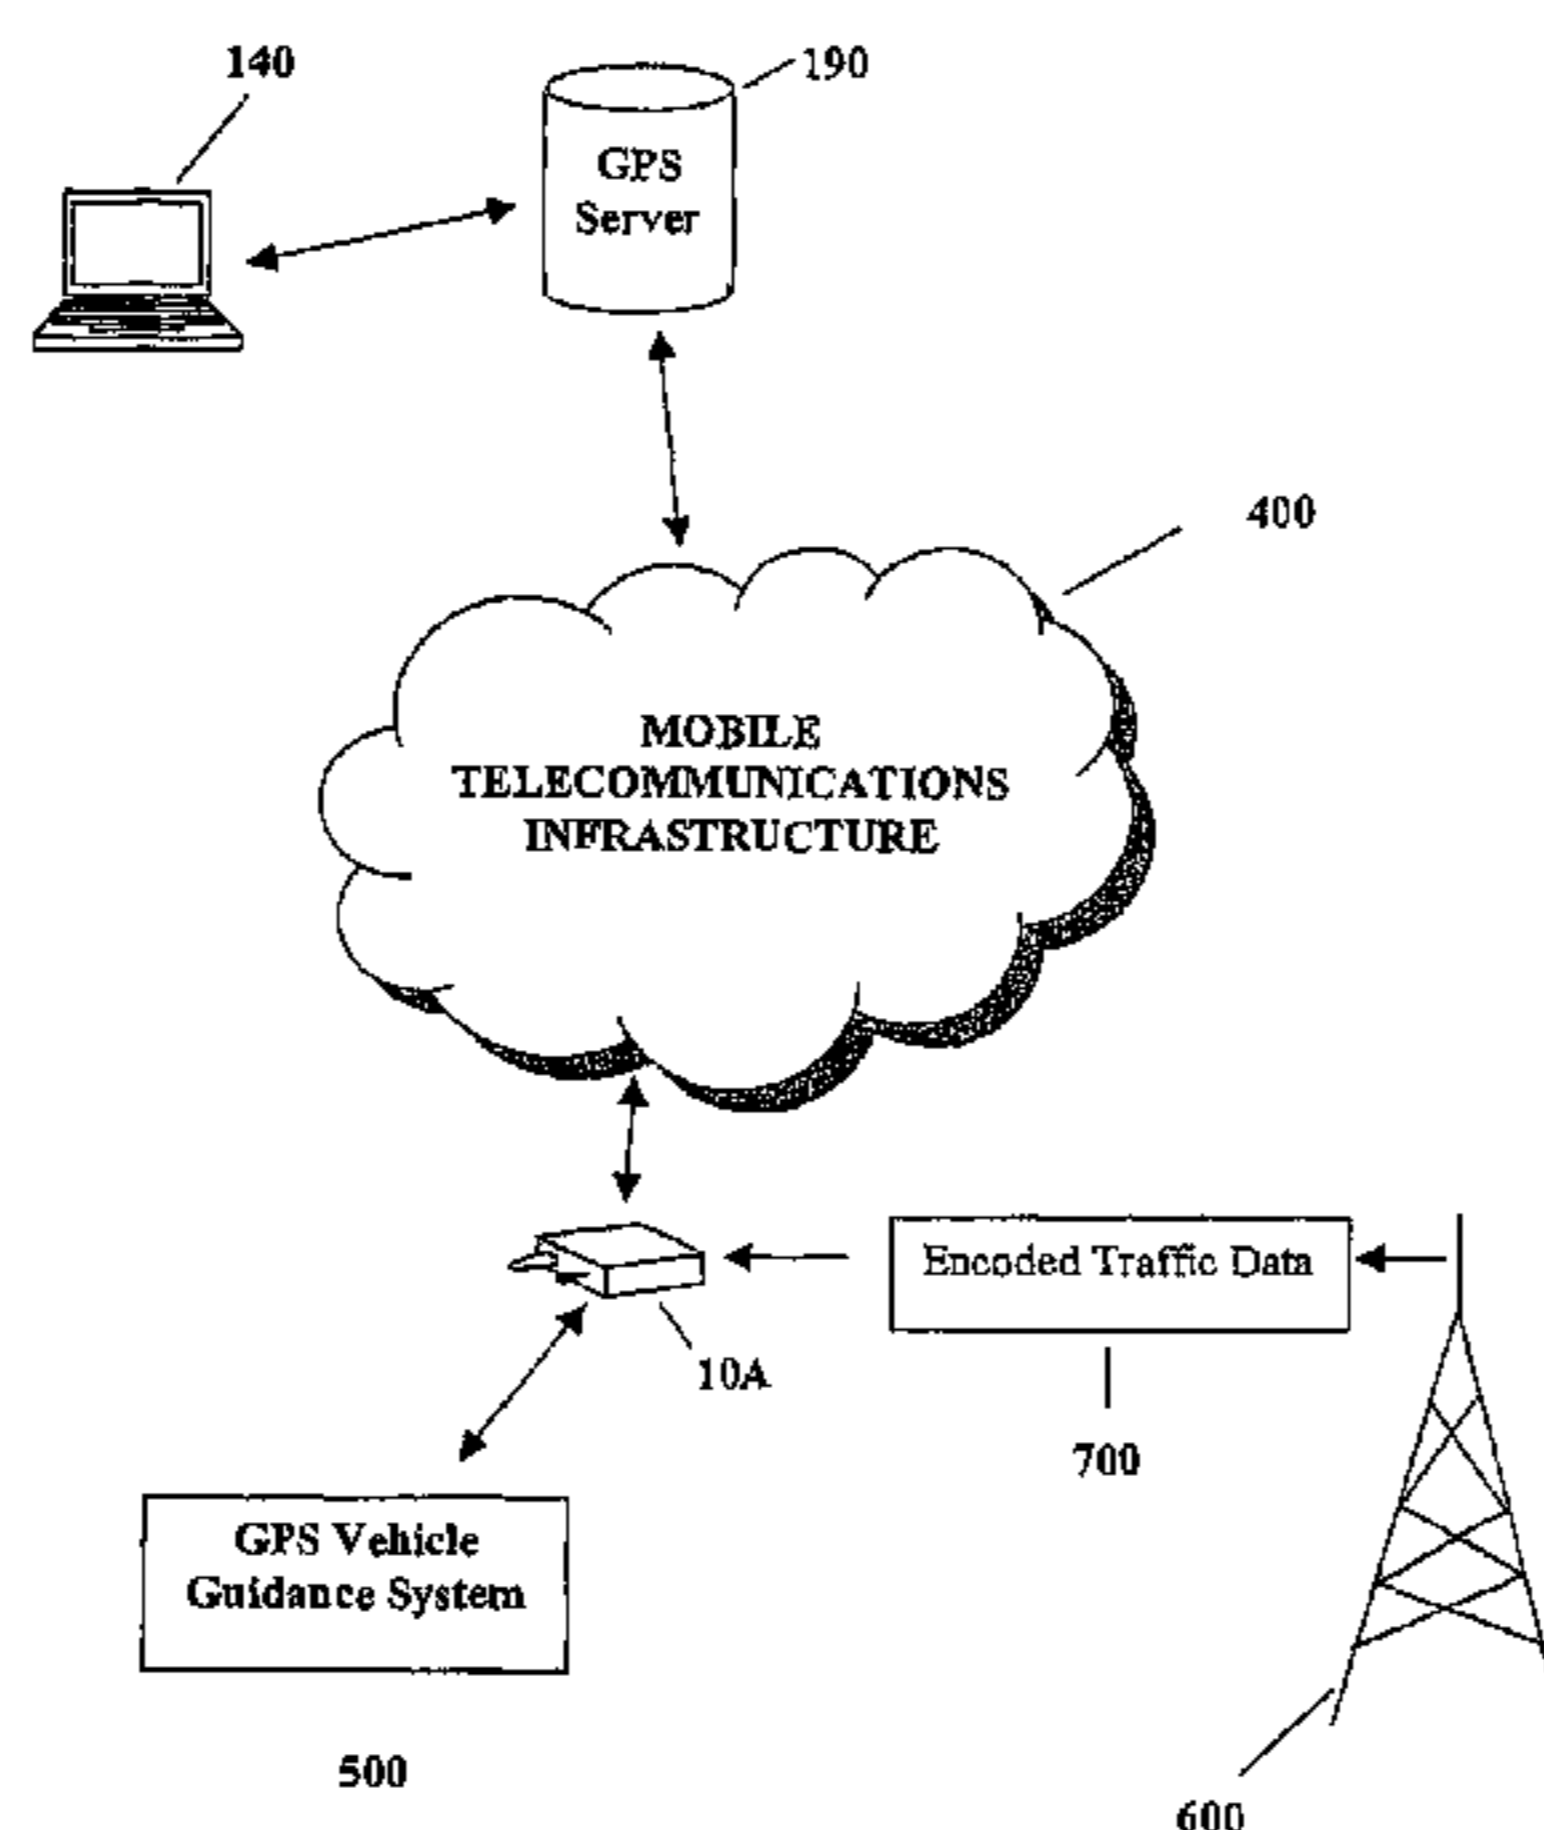 140
190
GPS
Server
400
MOBILE
TELECOMMUNICATIONS
INFRASTRUCTURE
Encoded Traffic Data
10A
700
GPS Vehicle
Guidance System
500
600